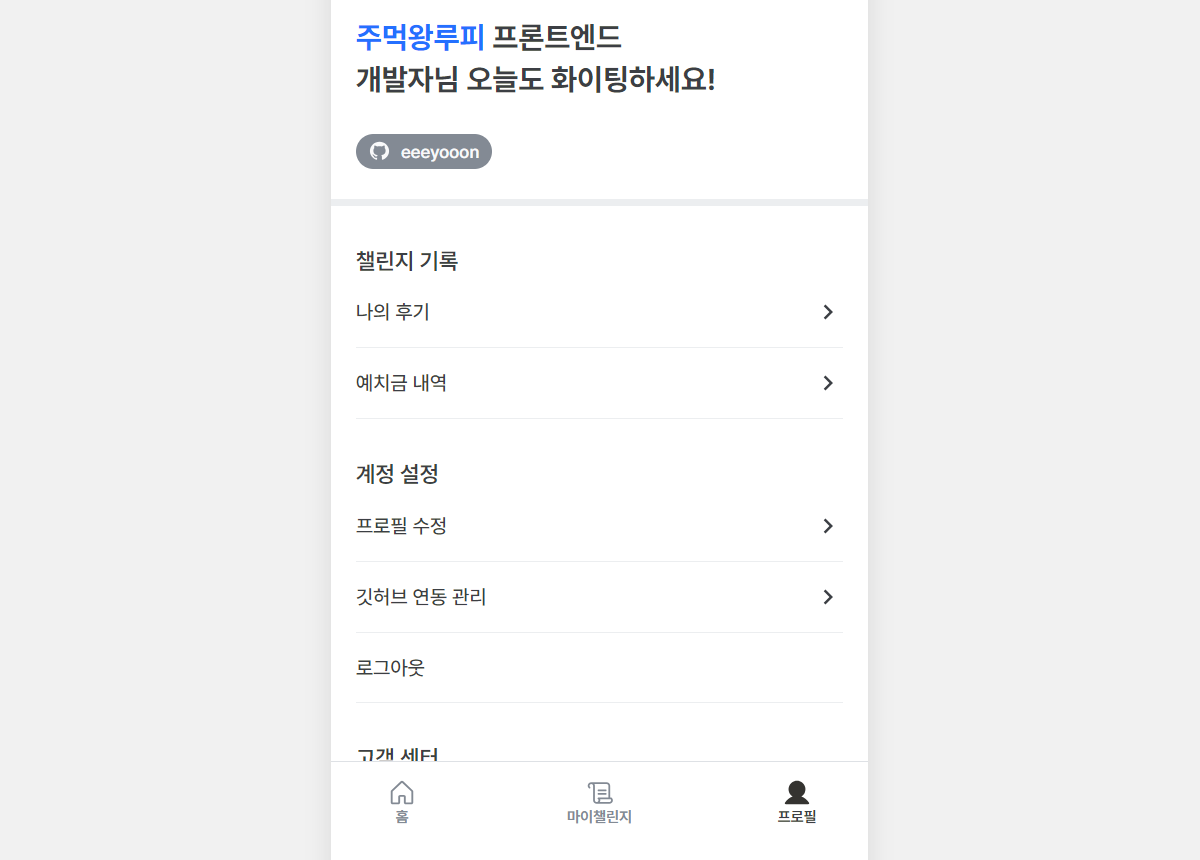 주먹왕루피 프론트엔드
개발자님 오늘도 화이팅하세요!
eeeyooon
챌린지 기록
나의 후기
예치금 내역
계정 설정
프로필 수정
깃허브 연동 관리
로그아웃
고객 센터
홈
마이챌린지
프로필